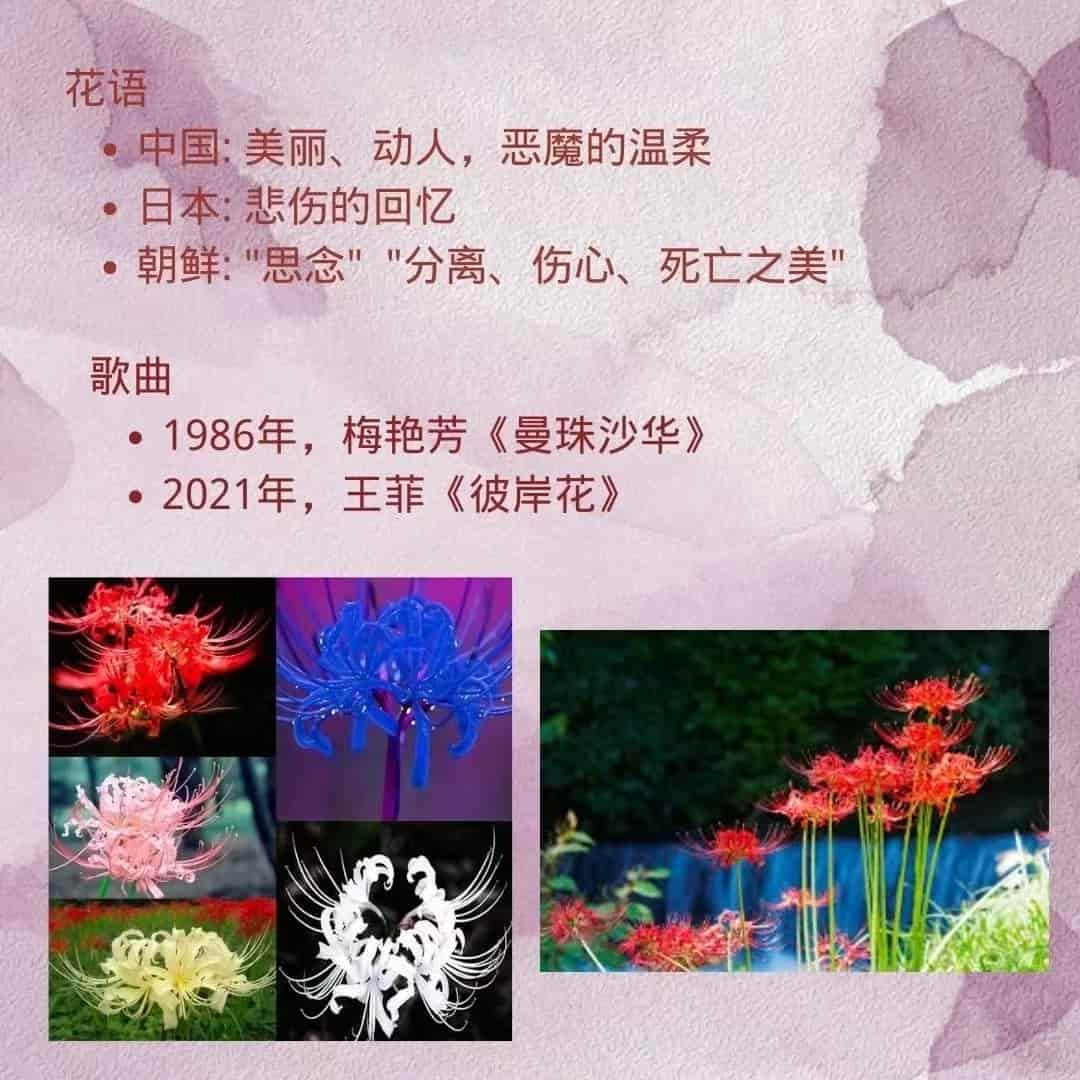 花语
• 中国: 美丽、动人，恶魔的温柔
• 日本: 悲伤的回忆
• 朝鲜: "思念" "分离、伤心、死亡之美"
歌曲
• 1986年，梅艳芳《曼珠沙华》
• 2021年，王菲《彼岸花》